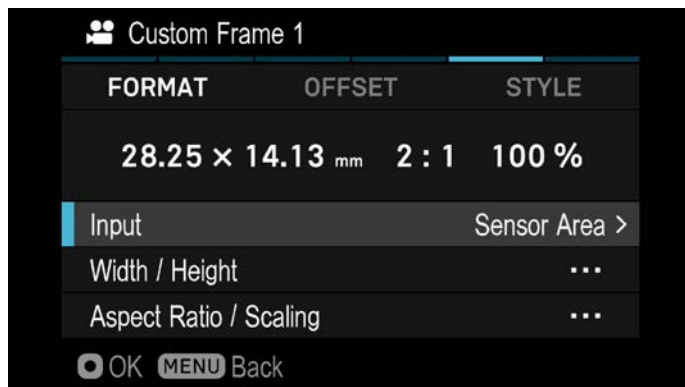 Custom Frame 1
FORMAT OFFSET STYLE
28.25 × 14.13 mm 2 : 1 100 %
Input Sensor Area >
Width / Height ...
Aspect Ratio / Scaling ...
OK MENU Back